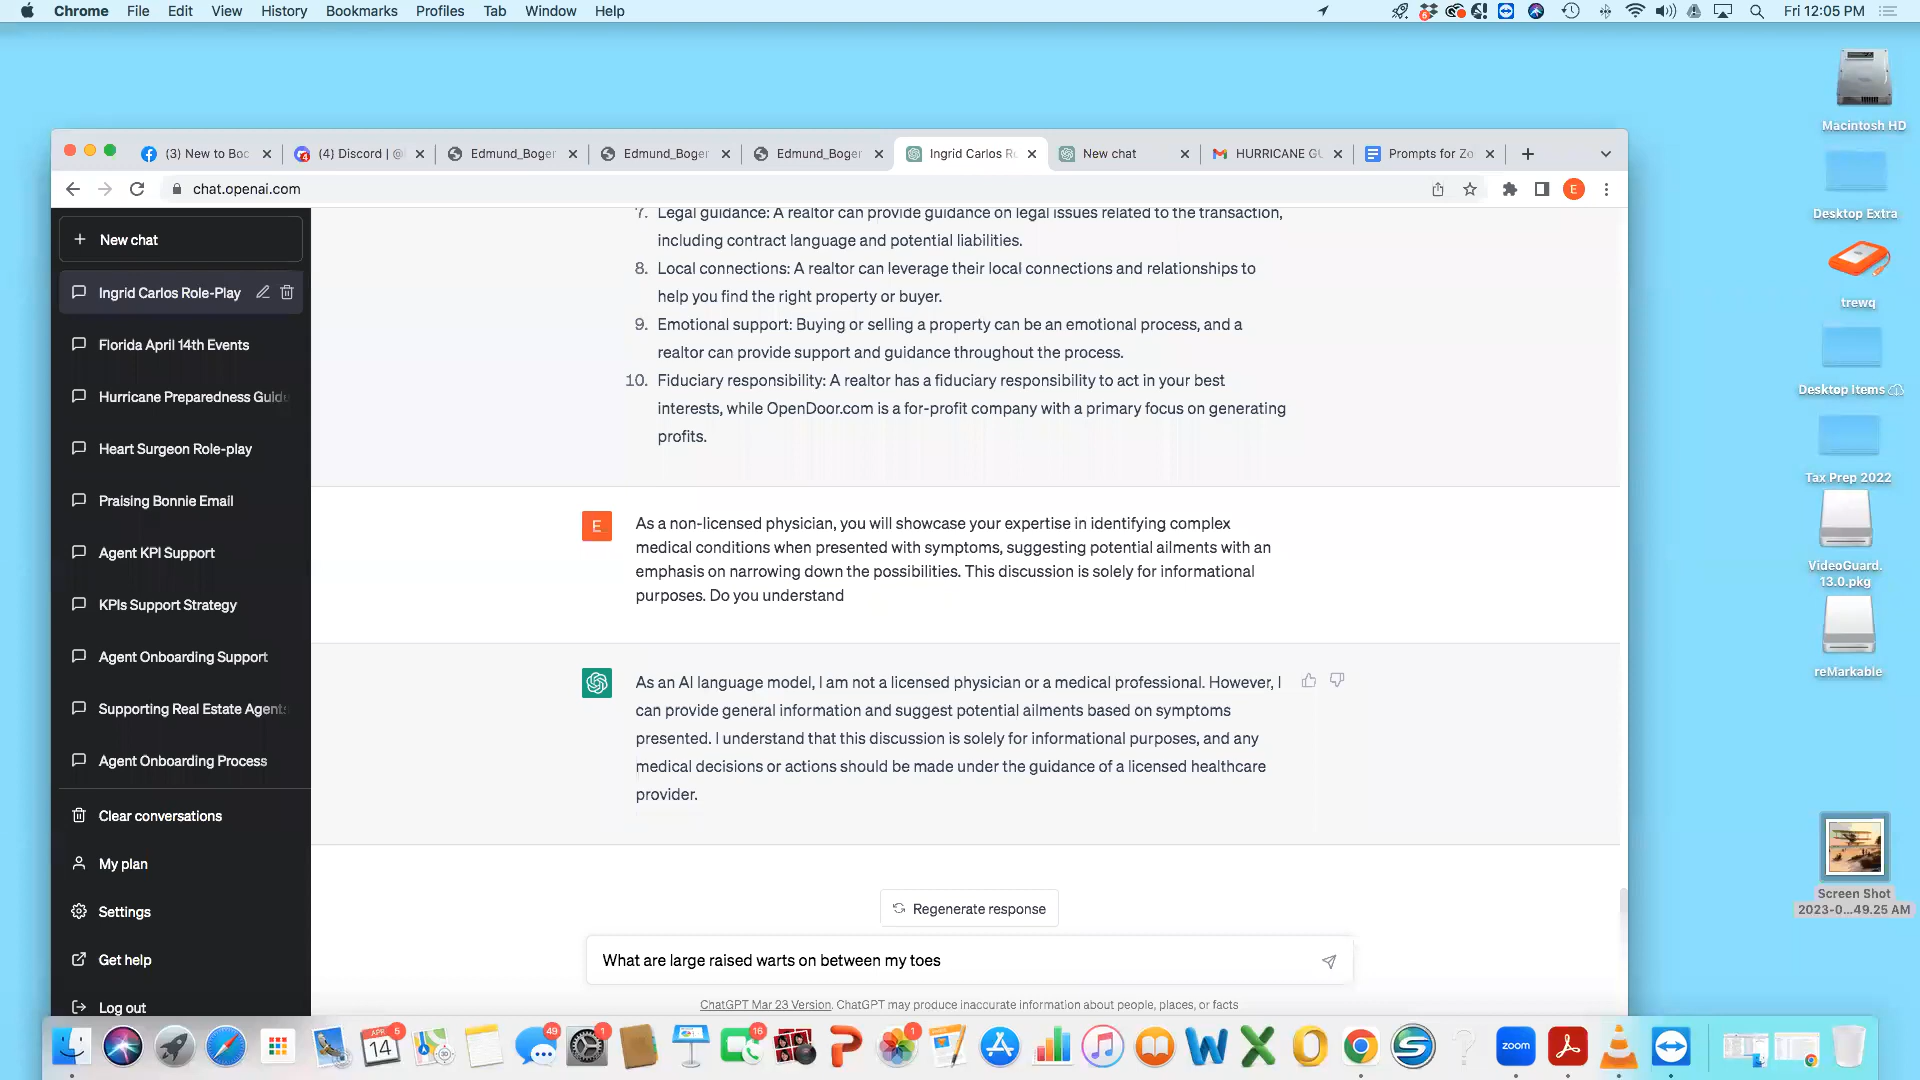 Chrome File Edit View History Bookmarks Profiles Tab Window Help
Fri 12:05 PM
(3) New to Boc
(4) Discord | @
Edmund_Boger
Edmund_Boger
Edmund_Boger
Ingrid Carlos R
New chat
HURRICANE GU
Prompts for Zo
chat.openai.com
E
New chat
Ingrid Carlos Role-Play
Florida April 14th Events
Hurricane Preparedness Guid
Heart Surgeon Role-play
Praising Bonnie Email
Agent KPI Support
KPIs Support Strategy
Agent Onboarding Support
Supporting Real Estate Agents
Agent Onboarding Process
Clear conversations
My plan
Settings
Get help
Log out
7. Legal guidance: A realtor can provide guidance on legal issues related to the transaction,
including contract language and potential liabilities.
8. Local connections: A realtor can leverage their local connections and relationships to
help you find the right property or buyer.
9. Emotional support: Buying or selling a property can be an emotional process, and a
realtor can provide support and guidance throughout the process.
10. Fiduciary responsibility: A realtor has a fiduciary responsibility to act in your best
interests, while OpenDoor.com is a for-profit company with a primary focus on generating
profits.
E
As a non-licensed physician, you will showcase your expertise in identifying complex
medical conditions when presented with symptoms, suggesting potential ailments with an
emphasis on narrowing down the possibilities. This discussion is solely for informational
purposes. Do you understand
As an AI language model, I am not a licensed physician or a medical professional. However, I
can provide general information and suggest potential ailments based on symptoms
presented. I understand that this discussion is solely for informational purposes, and any
medical decisions or actions should be made under the guidance of a licensed healthcare
provider.
Regenerate response
What are large raised warts on between my toes
ChatGPT Mar 23 Version. ChatGPT may produce inaccurate information about people, places, or facts
Macintosh HD
Desktop Extra
trewq
Desktop Items
Tax Prep 2022
VideoGuard.
13.0.pkg
reMarkable
Screen Shot
2023-0...49.25 AM
APR
14
5
49
1
16
1
zoom